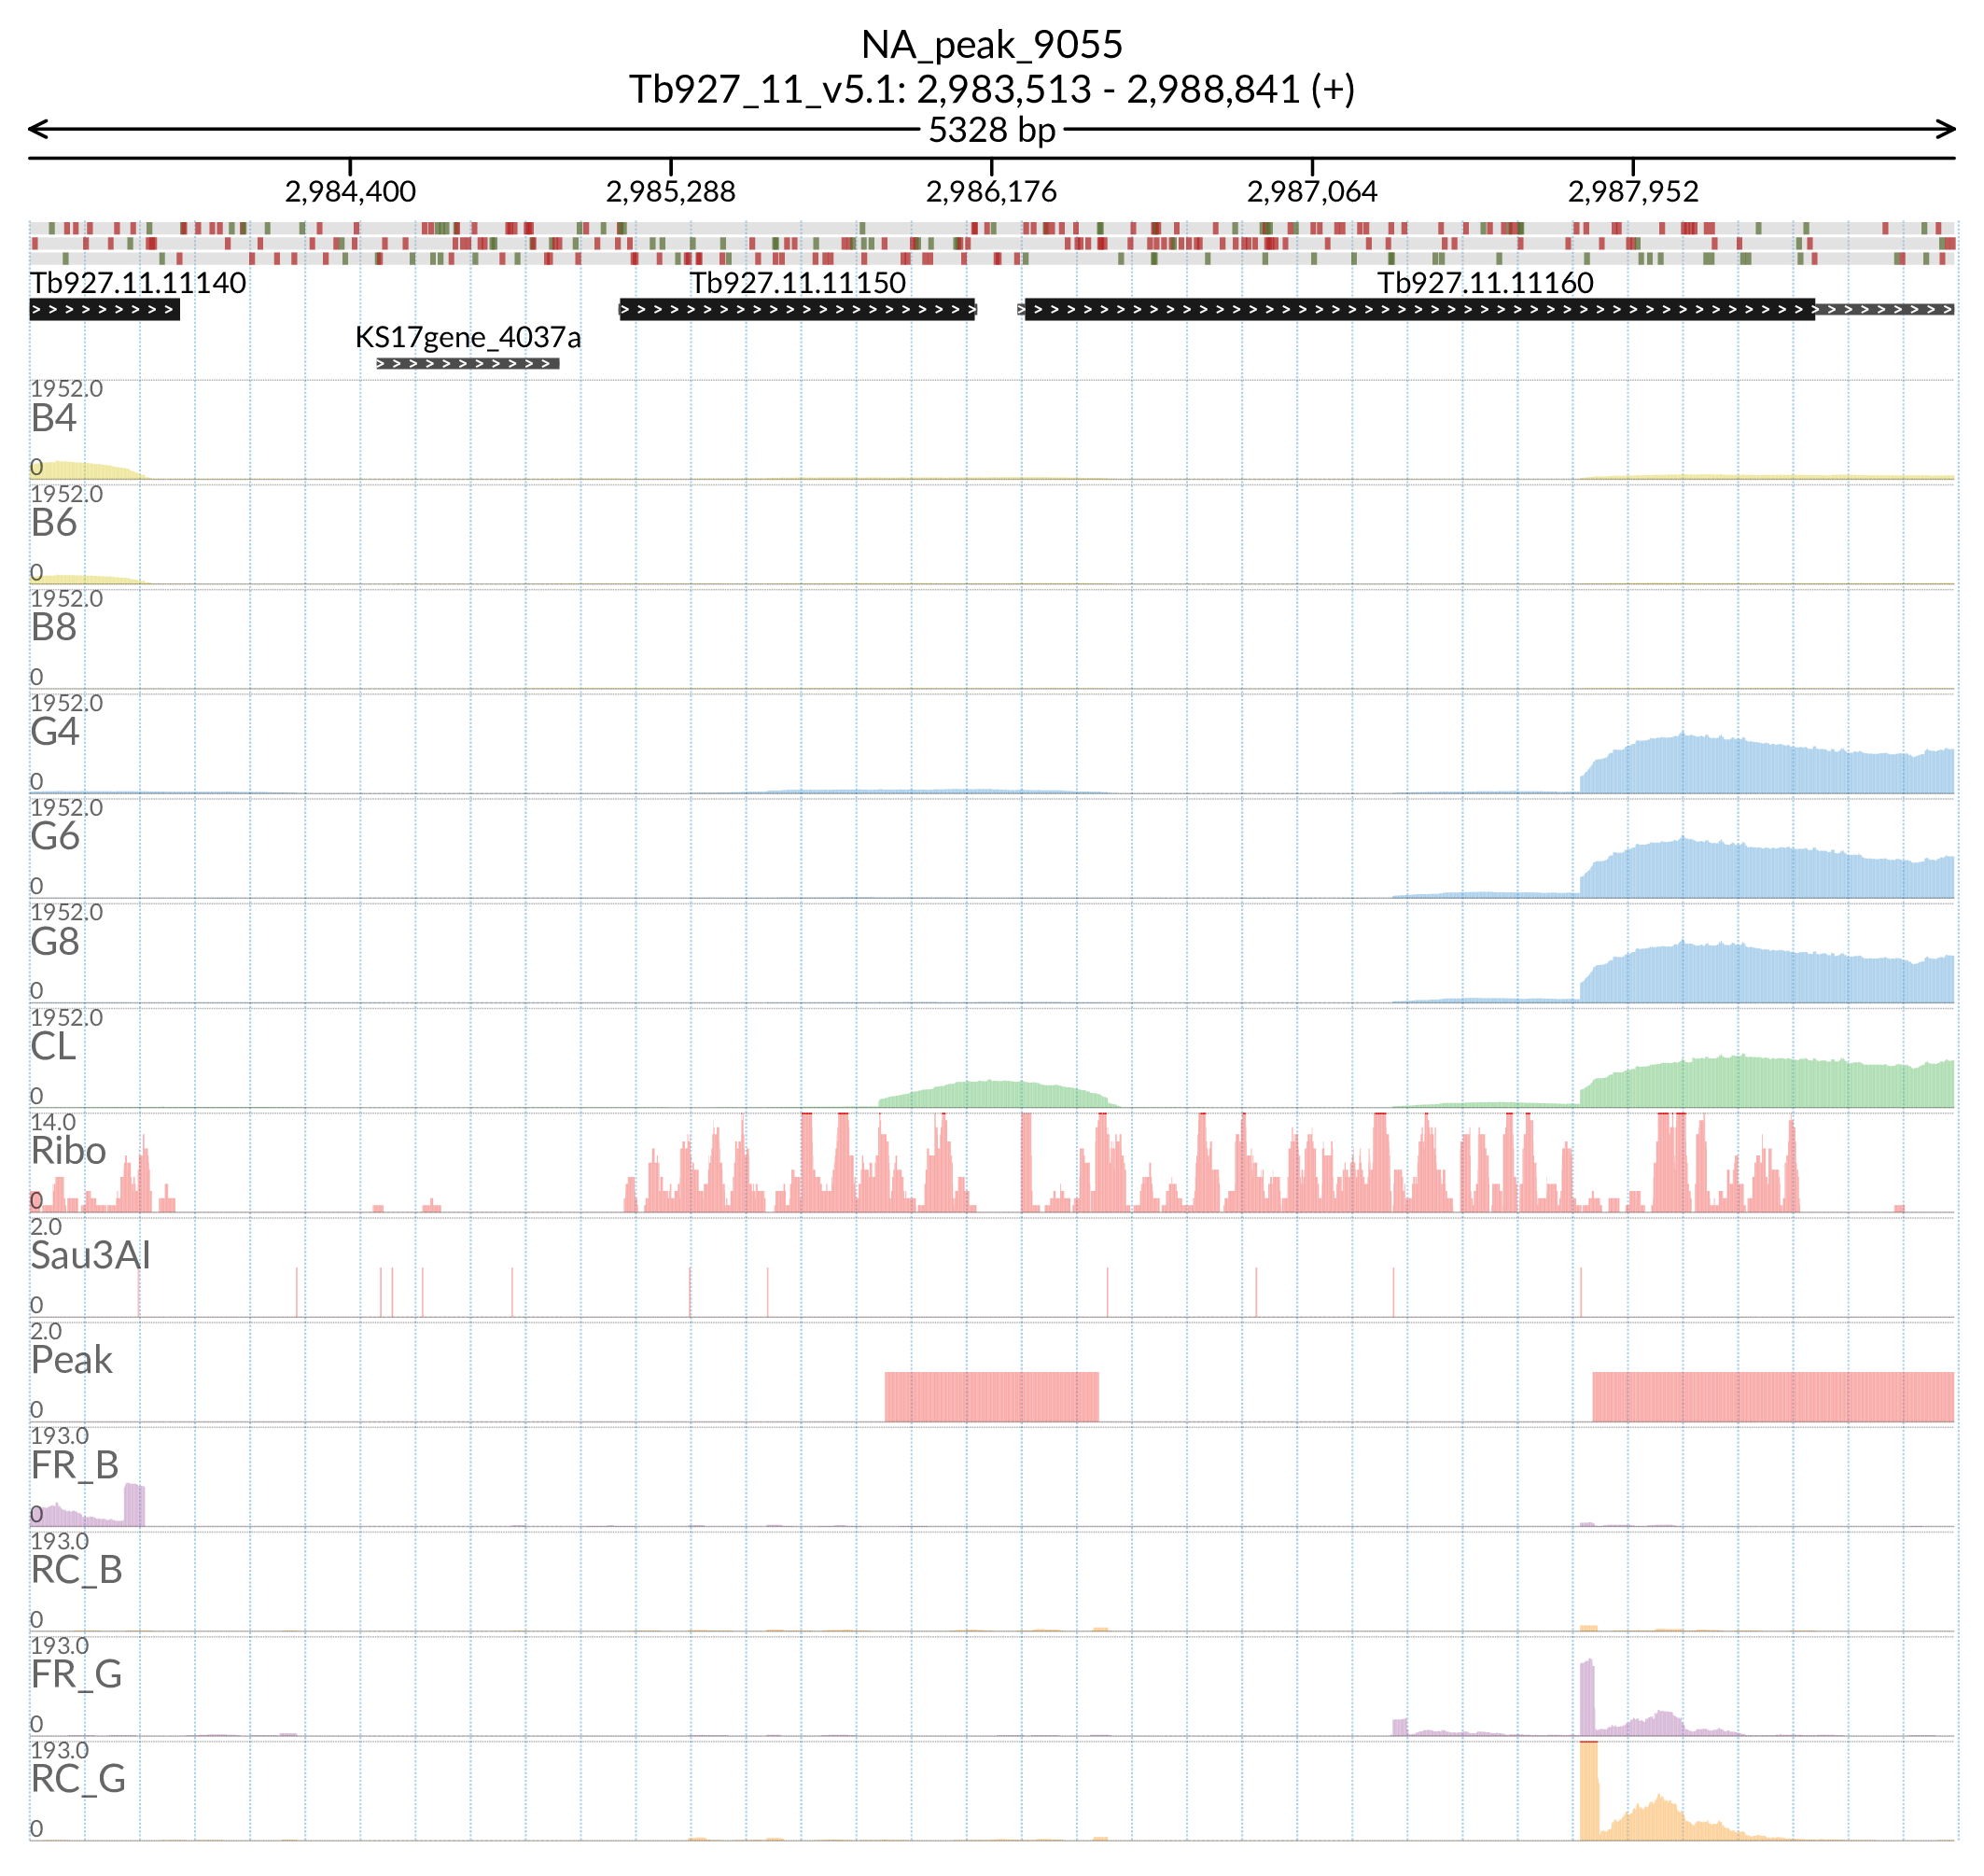 NA_peak_9055
Tb927_11_v5.1: 2,983,513 - 2,988,841 (+)
5328 bp
2,984,400 2,985,288 2,986,176 2,987,064 2,987,952
Tb927.11.11140 Tb927.11.11150 Tb927.11.11160
KS17gene_4037a
1952.0
B4
0
1952.0
B6
0
1952.0
B8
0
1952.0
G4
0
1952.0
G6
0
1952.0
G8
0
1952.0
CL
0
14.0
Ribo
0
2.0
Sau3AI
0
2.0
Peak
0
193.0
FR_B
0
193.0
RC_B
0
193.0
FR_G
0
193.0
RC_G
0